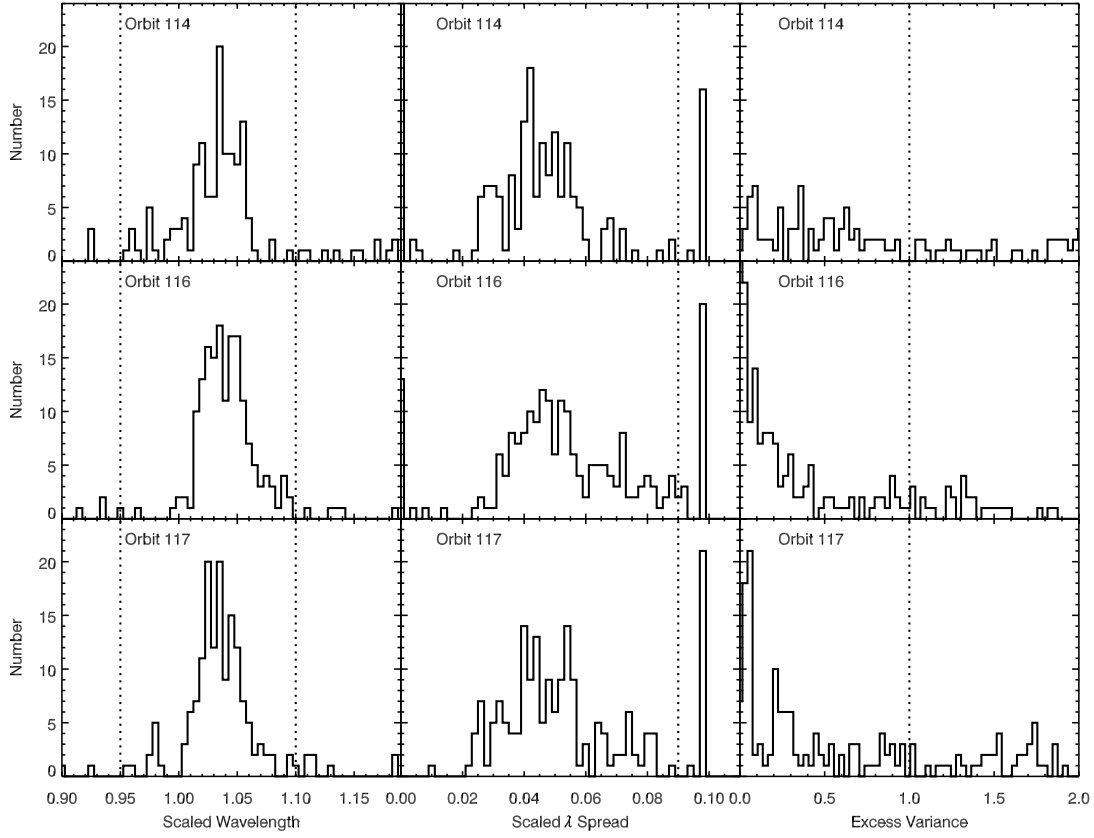 Orbit 114 Orbit 114 Orbit 114
20
15
10
5
0
Number
Orbit 116 Orbit 116 Orbit 116
20
15
10
5
0
Number
Orbit 117 Orbit 117 Orbit 117
20
15
10
5
0
Number
0.90 0.95 1.00 1.05 1.10 1.15 0.00 0.02 0.04 0.06 0.08 0.10 0.0 0.5 1.0 1.5 2.0
Scaled Wavelength Scaled λ Spread Excess Variance